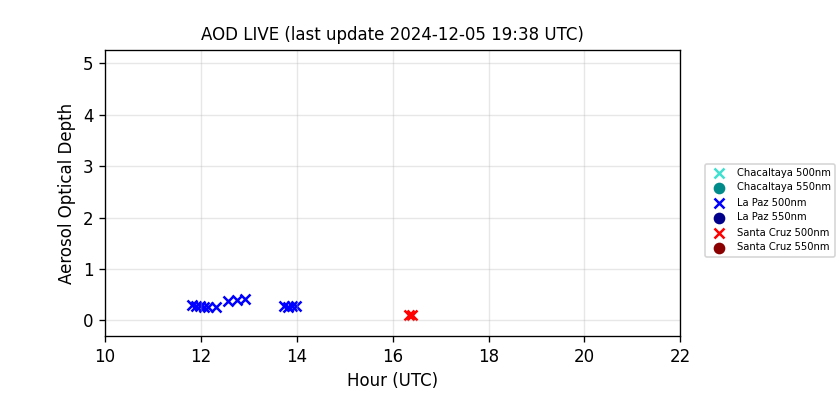 AOD LIVE (last update 2024-12-05 19:38 UTC)
5
4
3
2
1
0
Aerosol Optical Depth
10 12 14 16 18 20 22
Hour (UTC)
Chacaltaya 500nm
Chacaltaya 550nm
La Paz 500nm
La Paz 550nm
Santa Cruz 500nm
Santa Cruz 550nm